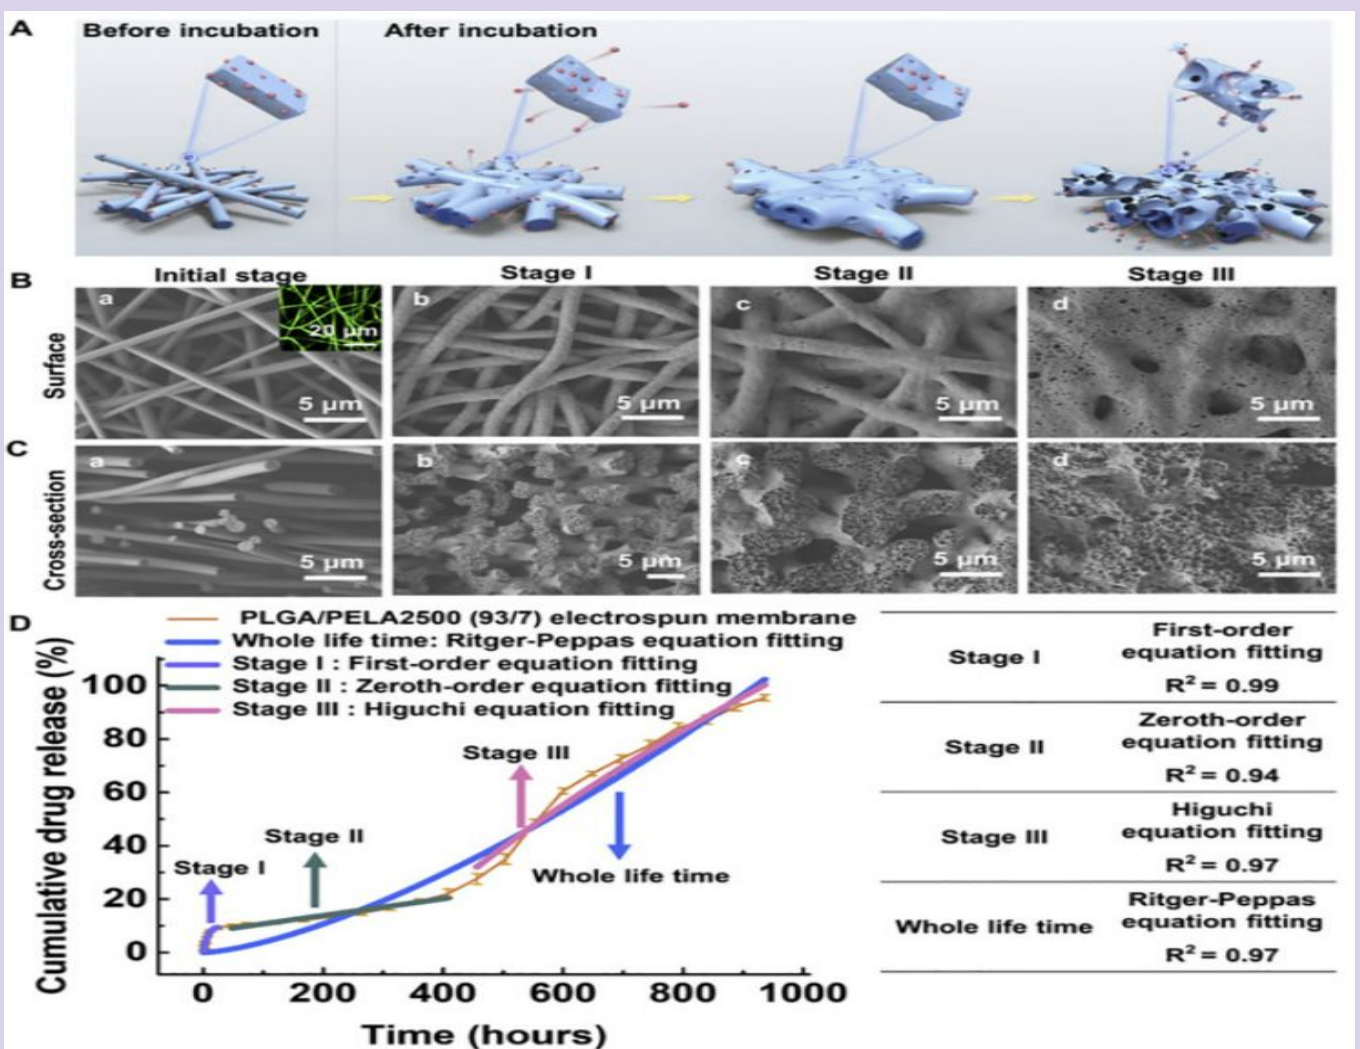 A
Before incubation
After incubation
B
Initial stage
Stage I
Stage II
Stage III
Surface
a
20 µm
5 µm
b
5 µm
c
5 µm
d
5 µm
C
Cross-section
a
5 µm
b
5 µm
c
5 µm
d
5 µm
D
PLGA/PELA2500 (93/7) electrospun membrane
Whole life time: Ritger-Peppas equation fitting
Stage I : First-order equation fitting
Stage II : Zeroth-order equation fitting
Stage III : Higuchi equation fitting
Cumulative drug release (%)
100
80
60
40
20
0
Stage III
Stage II
Stage I
Whole life time
0 200 400 600 800 1000
Time (hours)
Stage I
First-order
equation fitting
R² = 0.99
Stage II
Zeroth-order
equation fitting
R² = 0.94
Stage III
Higuchi
equation fitting
R² = 0.97
Whole life time
Ritger-Peppas
equation fitting
R² = 0.97